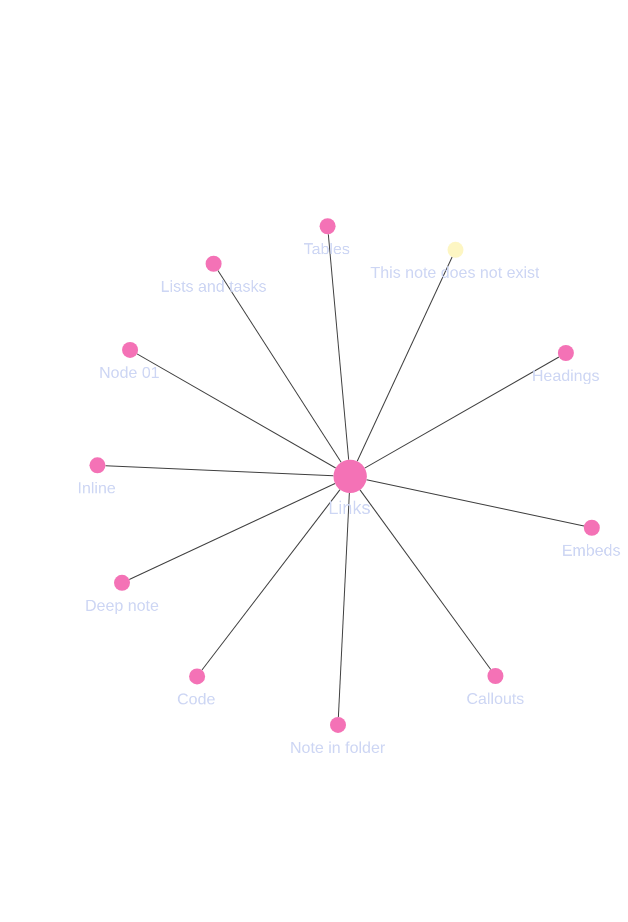 Tables
This note does not exist
Lists and tasks
Node 01
Headings
Inline
Links
Embeds
Deep note
Code
Callouts
Note in folder